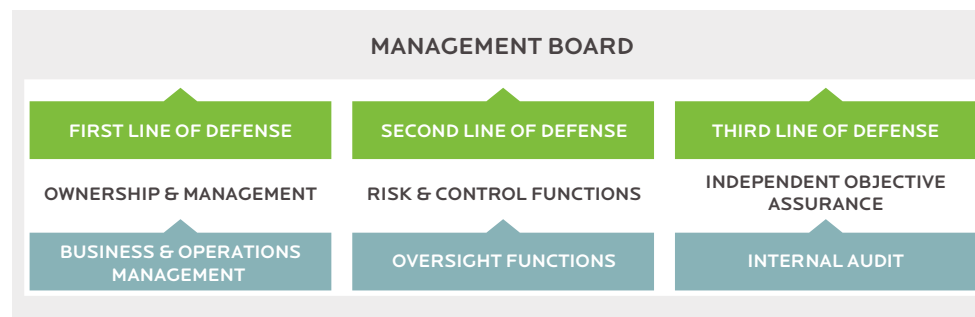 MANAGEMENT BOARD
FIRST LINE OF DEFENSE
SECOND LINE OF DEFENSE
THIRD LINE OF DEFENSE
OWNERSHIP & MANAGEMENT
RISK & CONTROL FUNCTIONS
INDEPENDENT OBJECTIVE
ASSURANCE
BUSINESS & OPERATIONS
MANAGEMENT
OVERSIGHT FUNCTIONS
INTERNAL AUDIT